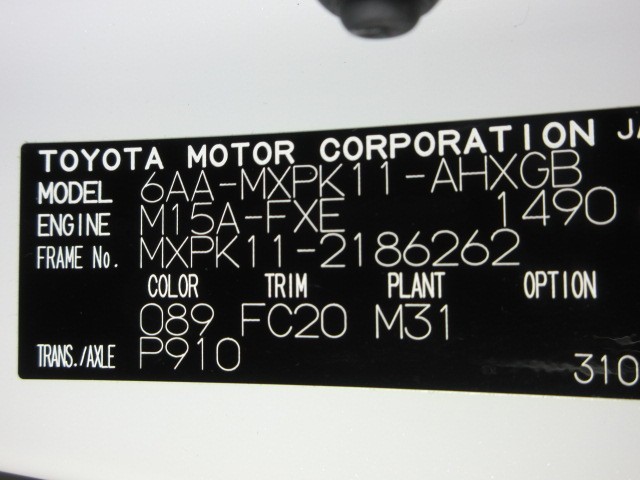 TOYOTA MOTOR CORPORATION JA
MODEL 6AA-MXPK11-AHXGB
ENGINE M15A-FXE 1490
FRAME No. MXPK11-2186262
COLOR TRIM PLANT OPTION
089 FC20 M31
TRANS./AXLE P910
310